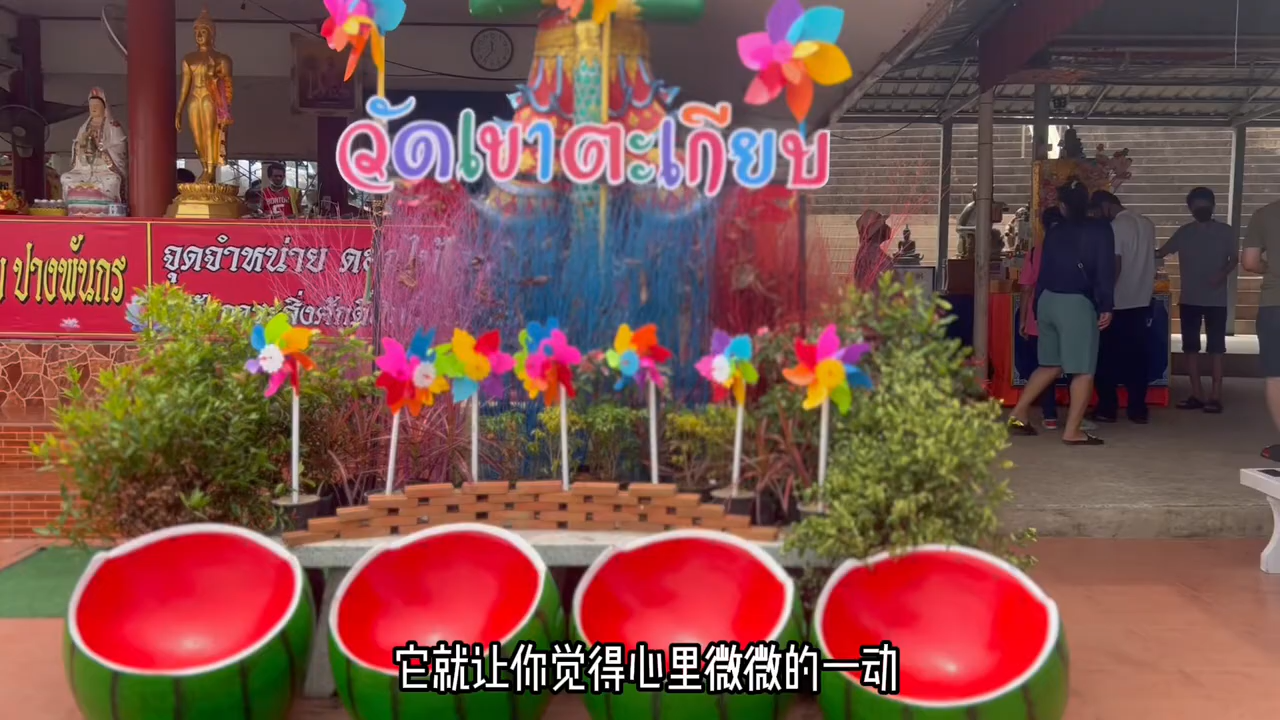 วัดเขาตะเกียบ
ปางพันกร
จุดจำหน่าย
它就让你觉得心里微微的一动